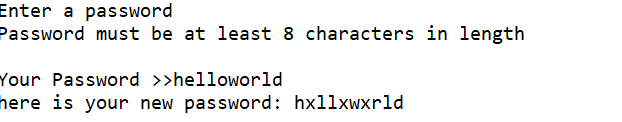 Enter a password
Password must be at least 8 characters in length
Your Password >>helloworld
here is your new password: hxllxwxrld